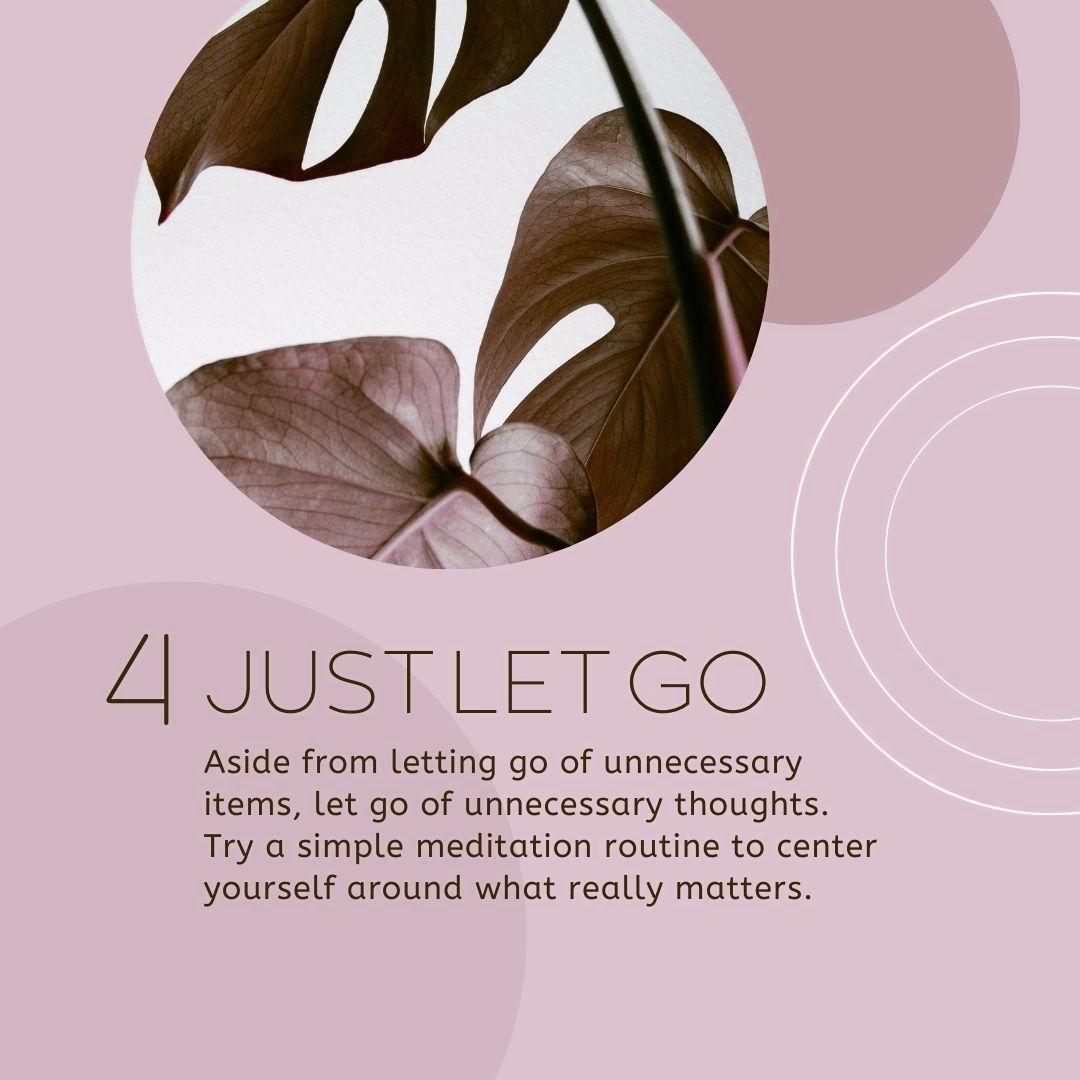 4 JUST LET GO
Aside from letting go of unnecessary
items, let go of unnecessary thoughts.
Try a simple meditation routine to center
yourself around what really matters.